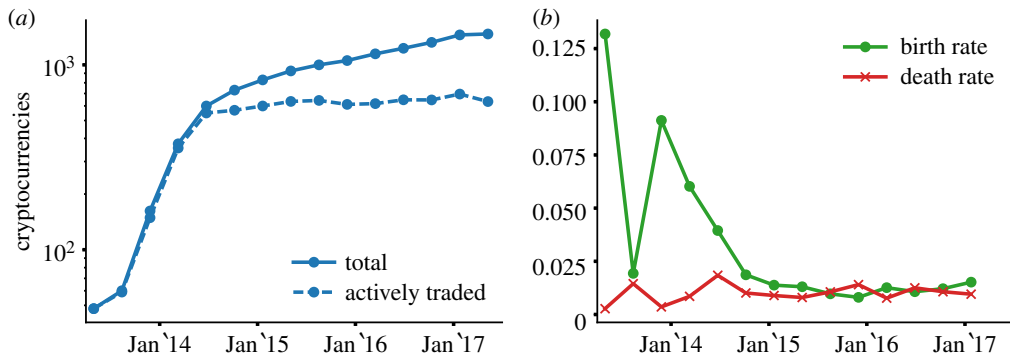 (a)
cryptocurrencies
10³
10²
total
actively traded
Jan`14 Jan`15 Jan`16 Jan`17
(b)
0.125
0.100
0.075
0.050
0.025
0
birth rate
death rate
Jan`14 Jan`15 Jan`16 Jan`17